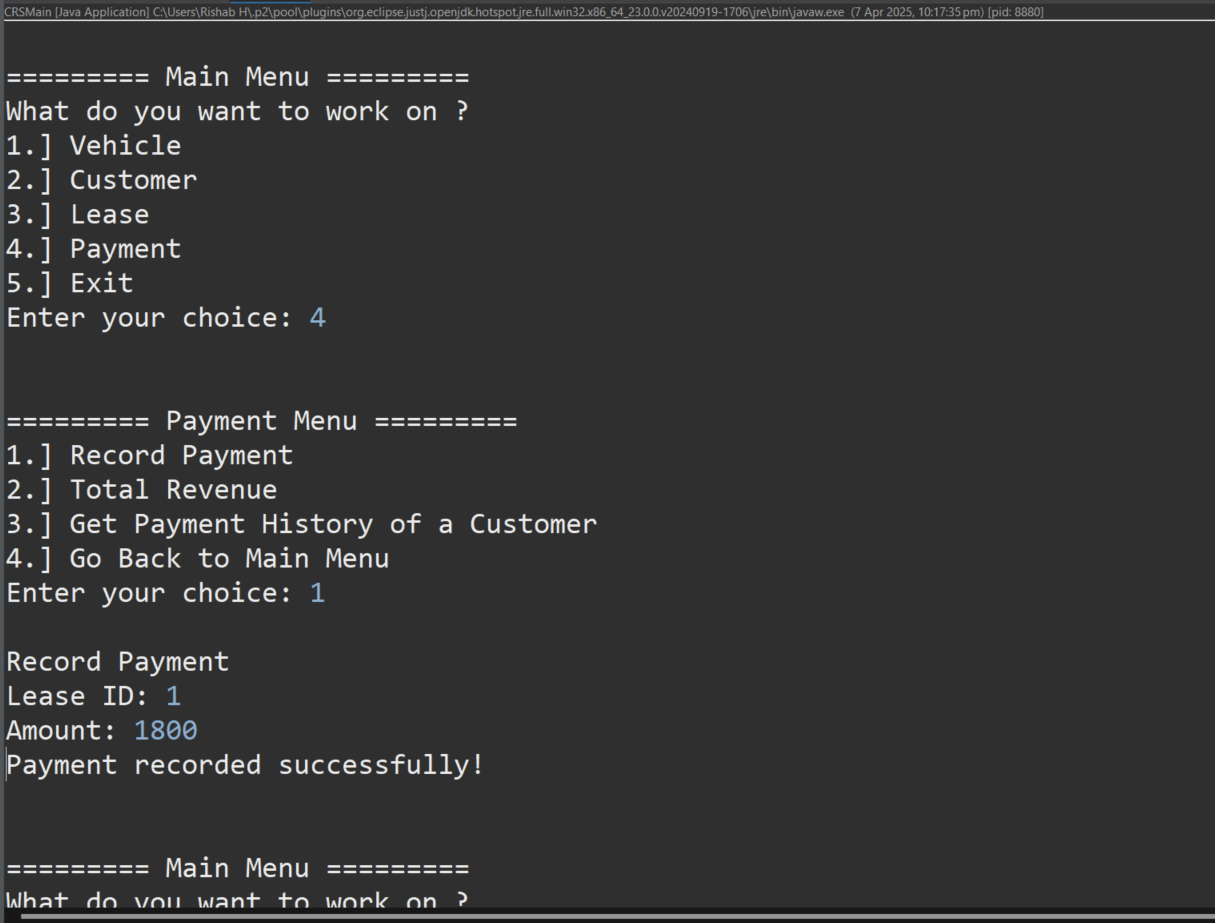 CRSMain [Java Application] C:\Users\Rishab H\.p2\pool\plugins\org.eclipse.justj.openjdk.hotspot.jre.full.win32.x86_64_23.0.0.v20240919-1706\jre\bin\javaw.exe (7 Apr 2025, 10:17:35 pm) [pid: 8880]
========= Main Menu =========
What do you want to work on ?
1.] Vehicle
2.] Customer
3.] Lease
4.] Payment
5.] Exit
Enter your choice: 4
========= Payment Menu =========
1.] Record Payment
2.] Total Revenue
3.] Get Payment History of a Customer
4.] Go Back to Main Menu
Enter your choice: 1
Record Payment
Lease ID: 1
Amount: 1800
Payment recorded successfully!
========= Main Menu =========
What do you want to work on ?